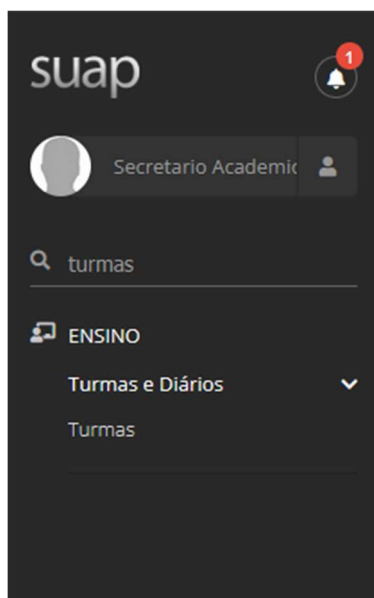 suap
1
Secretario Academic
turmas
ENSINO
Turmas e Diários
Turmas